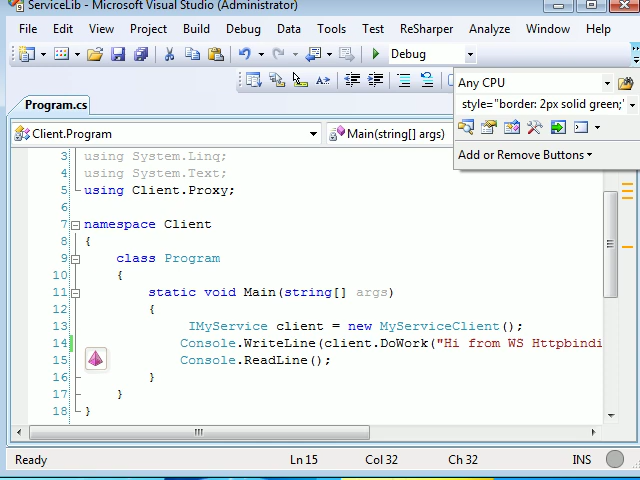 ServiceLib - Microsoft Visual Studio (Administrator)
File Edit View Project Build Debug Data Tools Test
ReSharper Analyze Window Help
Debug
Any CPU
style="border: 2px solid green;"
Add or Remove Buttons
Program.cs
Client.Program
Main(string[] args)
3 using System.Linq;
4 using System.Text;
5 using Client.Proxy;
6
7 namespace Client
8 {
9 class Program
10 {
11 static void Main(string[] args)
12 {
13 IMyService client = new MyServiceClient();
14 Console.WriteLine(client.DoWork("Hi from WS Httpbindi
15 Console.ReadLine();
16 }
17 }
18 }
Ready Ln 15 Col 32 Ch 32 INS